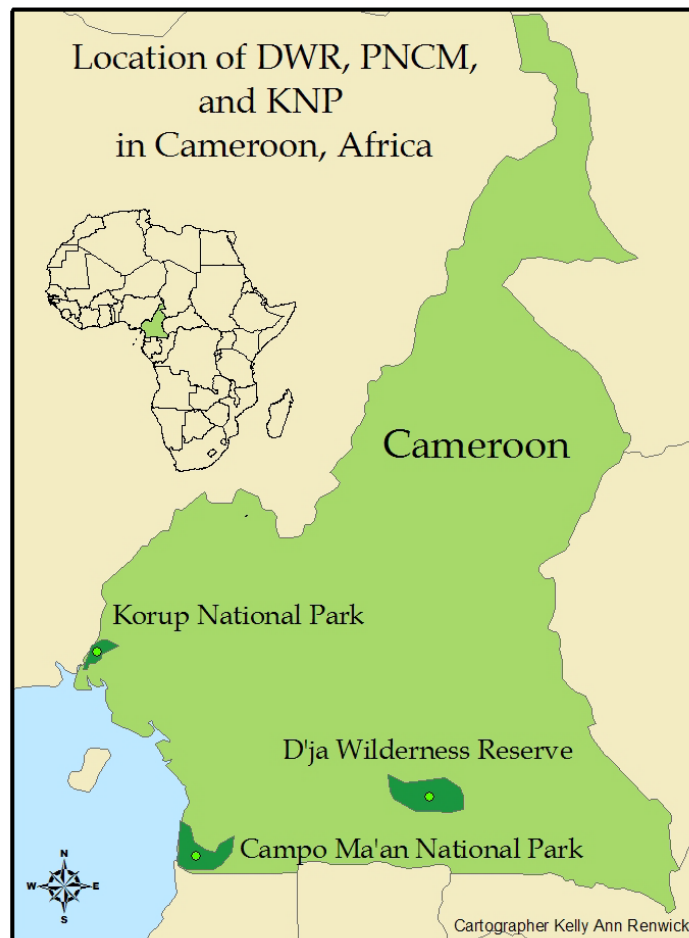 Location of DWR, PNCM,
and KNP
in Cameroon, Africa
Cameroon
Korup National Park
D'ja Wilderness Reserve
Campo Ma'an National Park
N
W E
S
Cartographer Kelly Ann Renwick